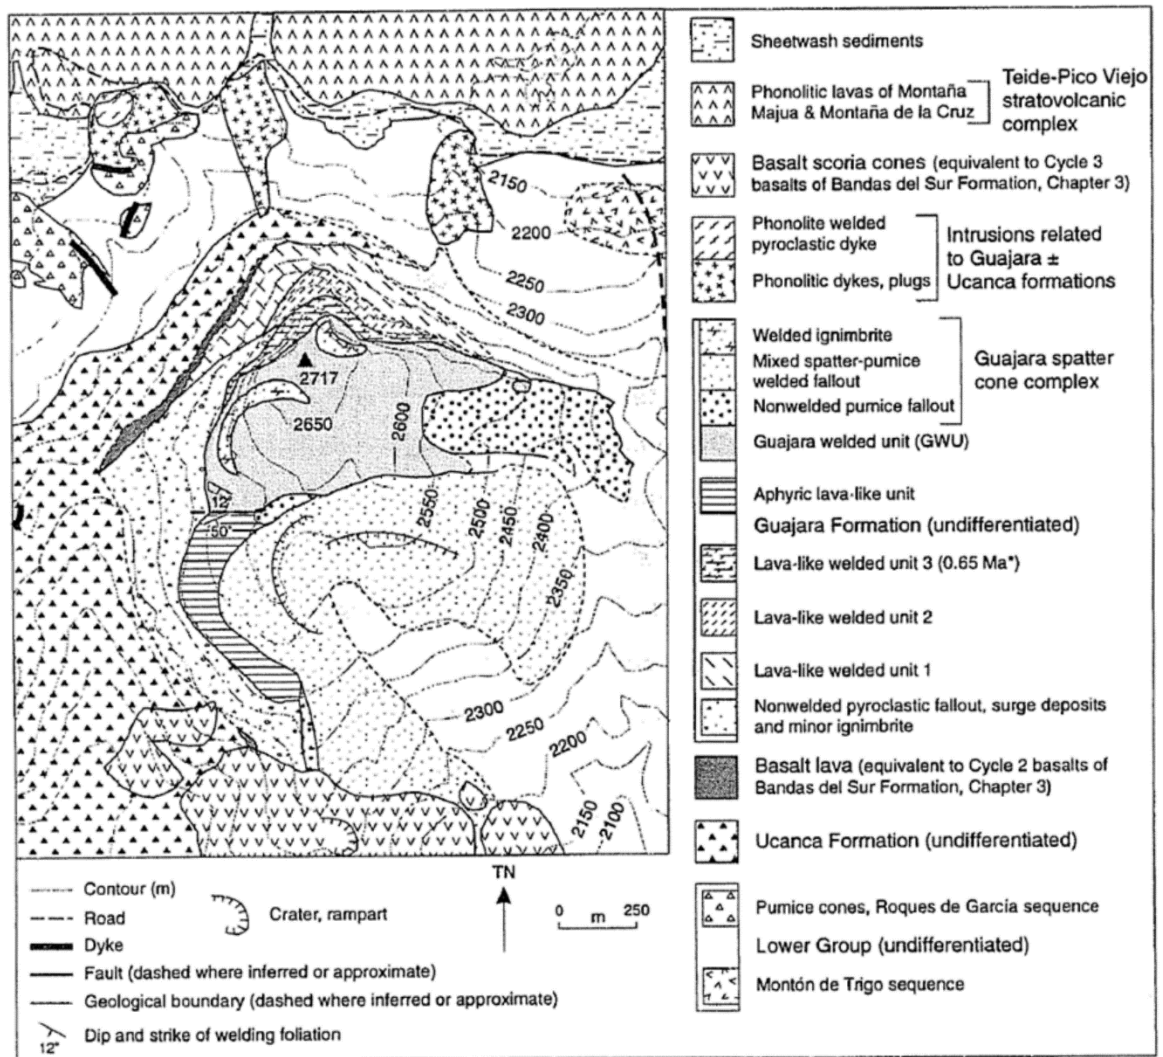 2150
2200
2250
2300
2717
2650
2600
12°
50°
2550
2500
2450
2400
2350
2300
2250
2200
2150
2100
Sheetwash sediments
Phonolitic lavas of Montaña
Majua & Montaña de la Cruz
Teide-Pico Viejo
stratovolcanic
complex
Basalt scoria cones (equivalent to Cycle 3
basalts of Bandas del Sur Formation, Chapter 3)
Phonolite welded
pyroclastic dyke
Phonolitic dykes, plugs
Intrusions related
to Guajara ±
Ucanca formations
Welded ignimbrite
Mixed spatter-pumice
welded fallout
Nonwelded pumice fallout
Guajara spatter
cone complex
Guajara welded unit (GWU)
Aphyric lava-like unit
Guajara Formation (undifferentiated)
Lava-like welded unit 3 (0.65 Ma*)
Lava-like welded unit 2
Lava-like welded unit 1
Nonwelded pyroclastic fallout, surge deposits
and minor ignimbrite
Basalt lava (equivalent to Cycle 2 basalts of
Bandas del Sur Formation, Chapter 3)
Ucanca Formation (undifferentiated)
Pumice cones, Roques de García sequence
Lower Group (undifferentiated)
Montón de Trigo sequence
Contour (m)
Road
Dyke
Fault (dashed where inferred or approximate)
Geological boundary (dashed where inferred or approximate)
12°
Dip and strike of welding foliation
Crater, rampart
TN
0 m 250